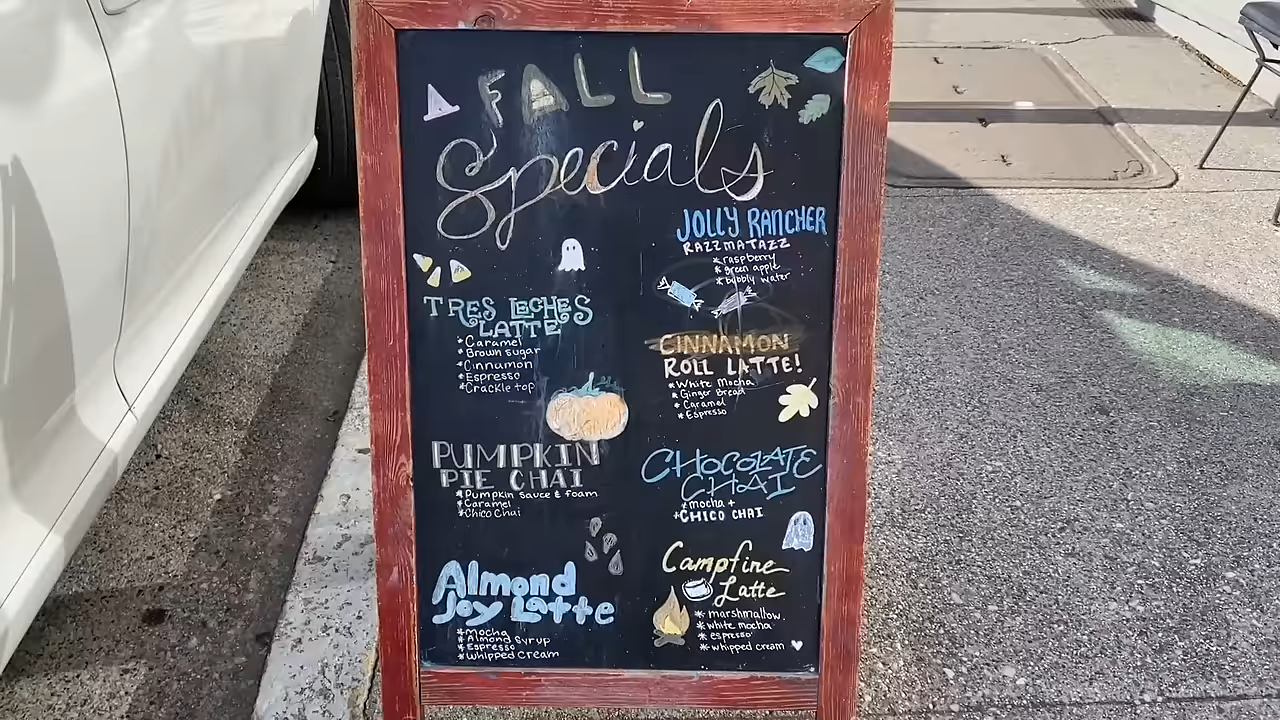 FALL
Specials
TRES LECHES
LATTE
*Caramel
*Brown sugar
*Cinnamon
*Espresso
*Crackle top
PUMPKIN
PIE CHAI
*Pumpkin sauce & foam
*Caramel
*Chico Chai
Almond
Joy Latte
*Mocha
*Almond Syrup
*Espresso
*Whipped Cream
JOLLY RANCHER
RAZZMATAZZ
*raspberry
*green apple
*bubbly water
CINNAMON
ROLL LATTE!
*White Mocha
*Ginger Bread
*Caramel
*Espresso
CHOCOLATE
CHAI
*mocha +
*CHICO CHAI
Campfire
Latte
*marshmallow
*white mocha
*espresso
*whipped cream